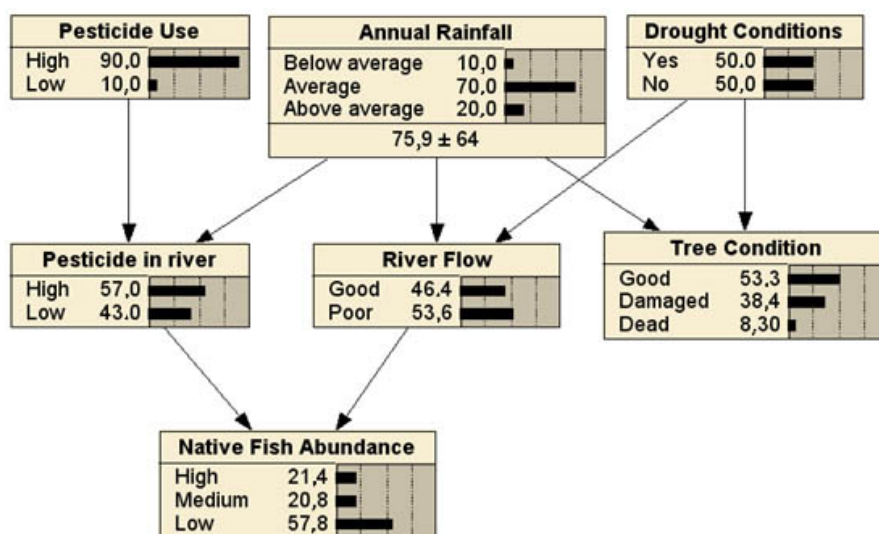 Pesticide Use
High 90,0
Low 10,0
Annual Rainfall
Below average 10,0
Average 70.0
Above average 20,0
75,9 ± 64
Drought Conditions
Yes 50.0
No 50,0
Pesticide in river
High 57,0
Low 43.0
River Flow
Good 46.4
Poor 53,6
Tree Condition
Good 53.3
Damaged 38,4
Dead 8,30
Native Fish Abundance
High 21,4
Medium 20,8
Low 57,8